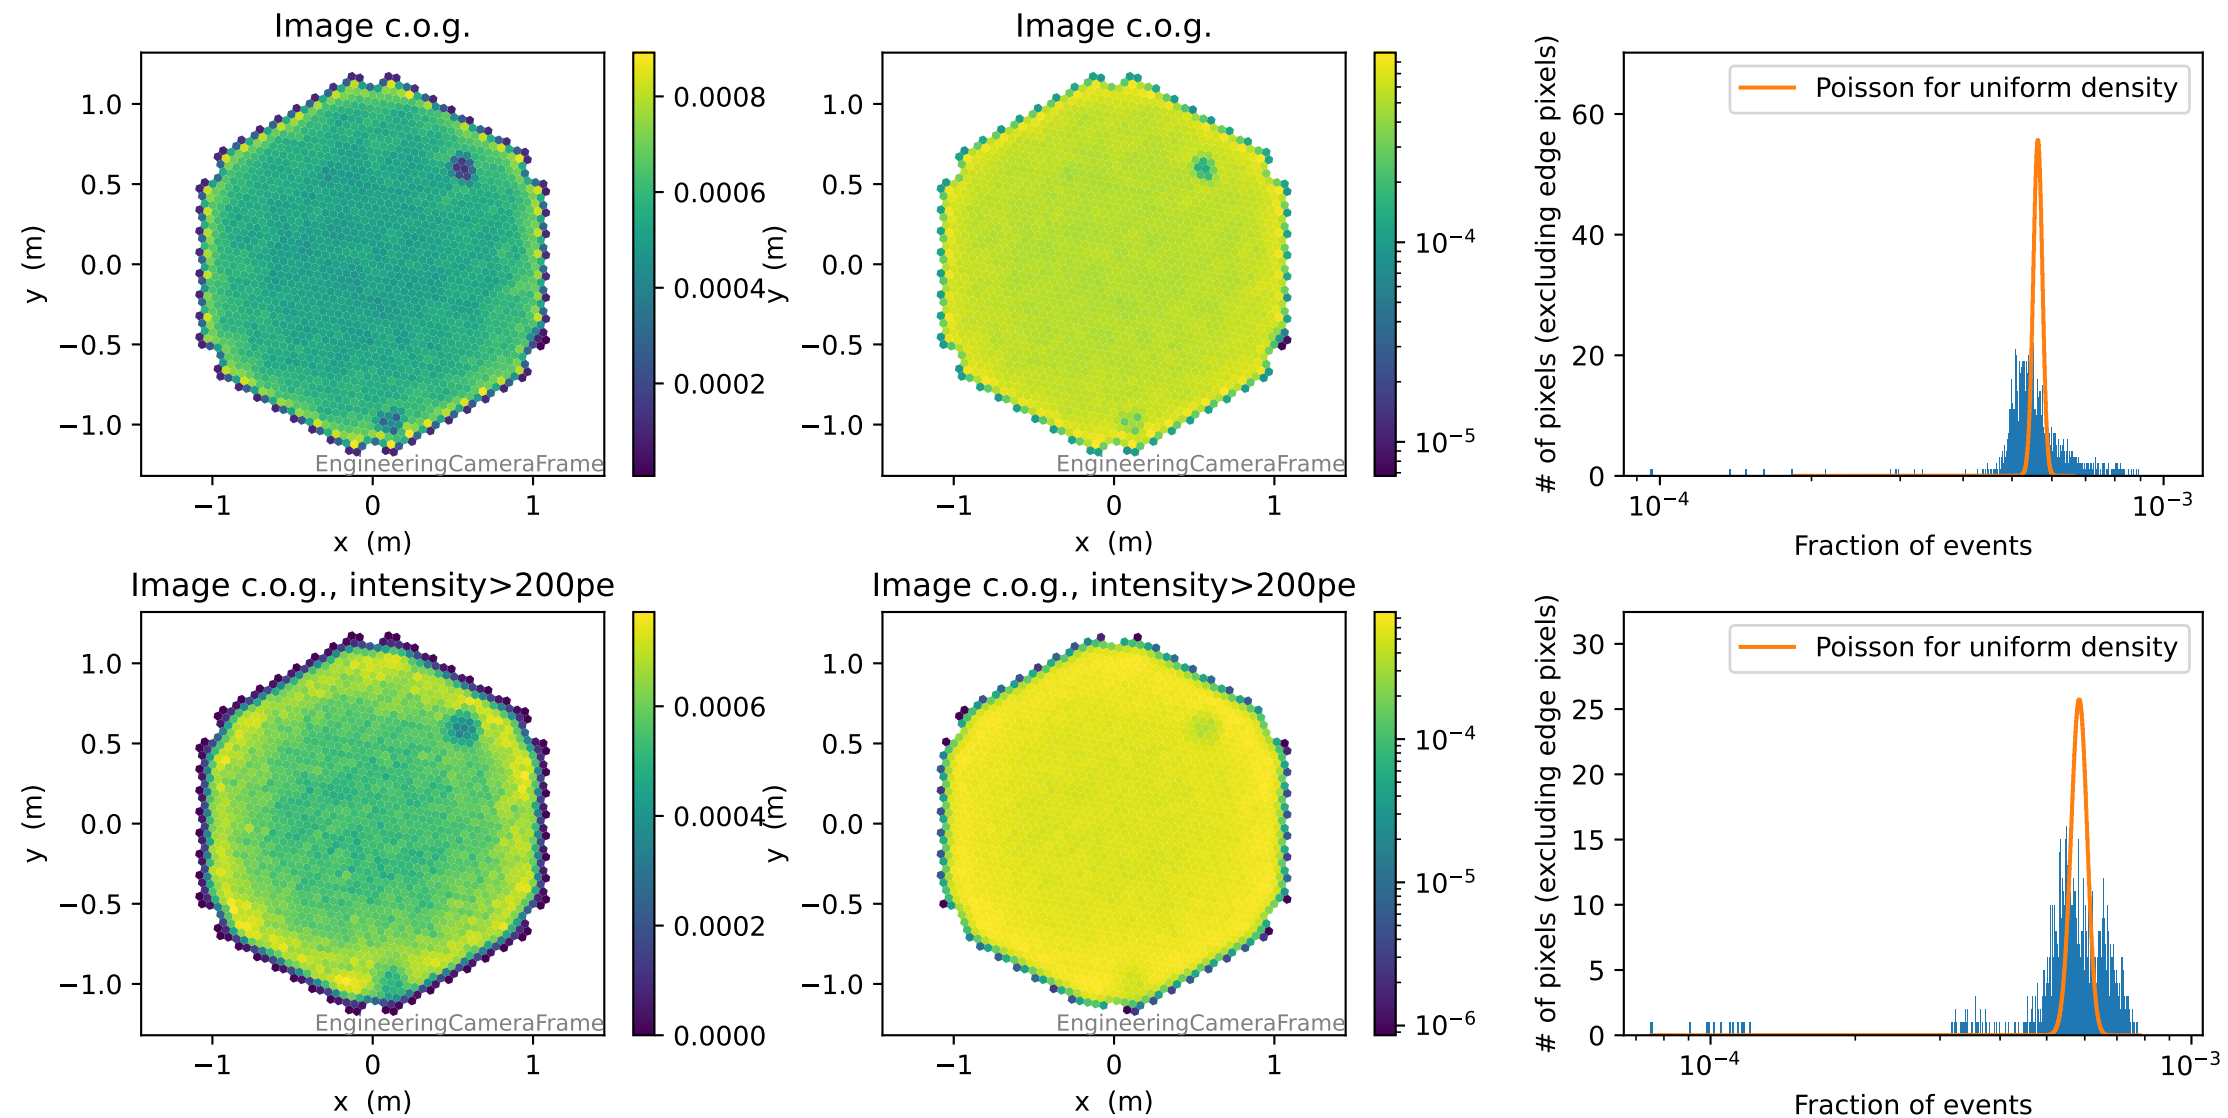 Image c.o.g.
1.0
0.5
0.0
−0.5
−1.0
y (m)
−1
0
1
x (m)
EngineeringCameraFrame
0.0008
0.0006
0.0004
0.0002
Image c.o.g.
1.0
0.5
0.0
−0.5
−1.0
y (m)
−1
0
1
x (m)
EngineeringCameraFrame
10⁻⁴
10⁻⁵
# of pixels (excluding edge pixels)
60
40
20
0
Poisson for uniform density
10⁻⁴
10⁻³
Fraction of events
Image c.o.g., intensity>200pe
1.0
0.5
0.0
−0.5
−1.0
y (m)
−1
0
1
x (m)
EngineeringCameraFrame
0.0006
0.0004
0.0002
0.0000
Image c.o.g., intensity>200pe
1.0
0.5
0.0
−0.5
−1.0
y (m)
−1
0
1
x (m)
EngineeringCameraFrame
10⁻⁴
10⁻⁵
10⁻⁶
# of pixels (excluding edge pixels)
30
25
20
15
10
5
0
Poisson for uniform density
10⁻⁴
10⁻³
Fraction of events